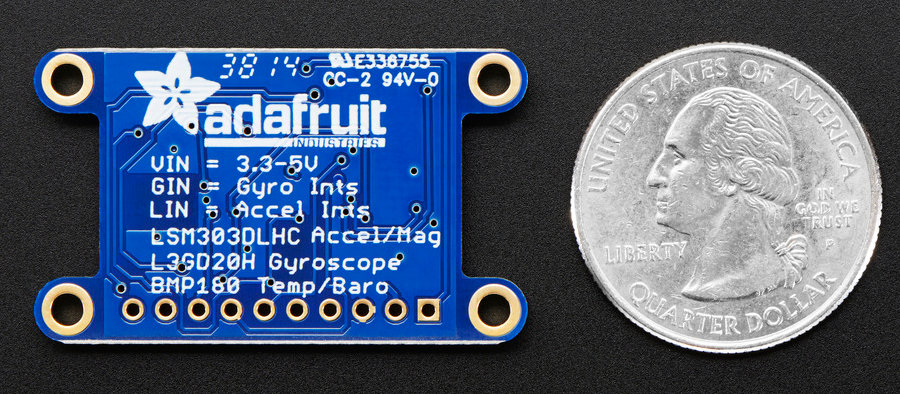 3814
E336755
CC-2 94V-0
adafruit
INDUSTRIES
VIN = 3.3-5V
GIN = Gyro Ints
LIN = Accel Ints
LSM303DLHC Accel/Mag
L3GD20H Gyroscope
BMP180 Temp/Baro
UNITED STATES OF AMERICA
LIBERTY
IN
GOD WE
TRUST
P
QUARTER DOLLAR